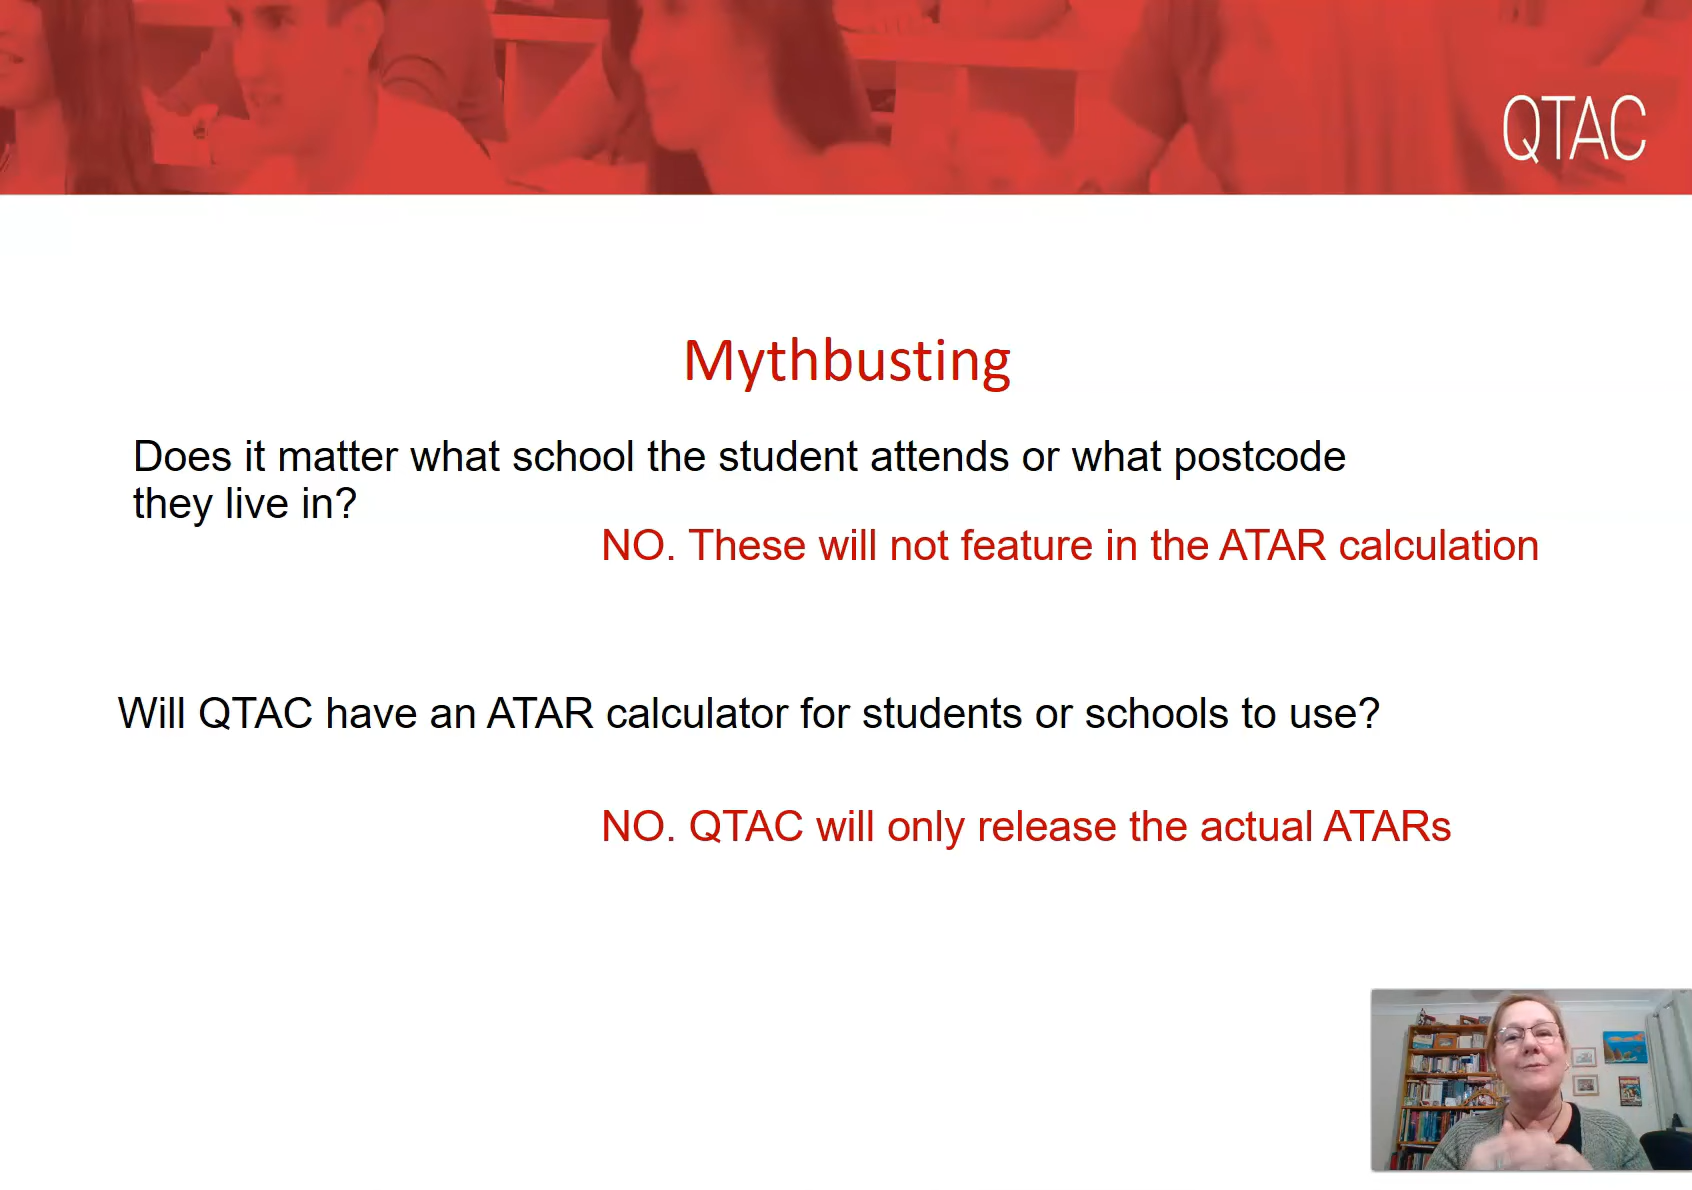 QTAC
Mythbusting
Does it matter what school the student attends or what postcode
they live in?
NO. These will not feature in the ATAR calculation
Will QTAC have an ATAR calculator for students or schools to use?
NO. QTAC will only release the actual ATARs